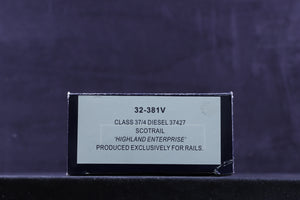 32-381V
CLASS 37/4 DIESEL 37427
SCOTRAIL
'HIGHLAND ENTERPRISE'
PRODUCED EXCLUSIVELY FOR RAILS.